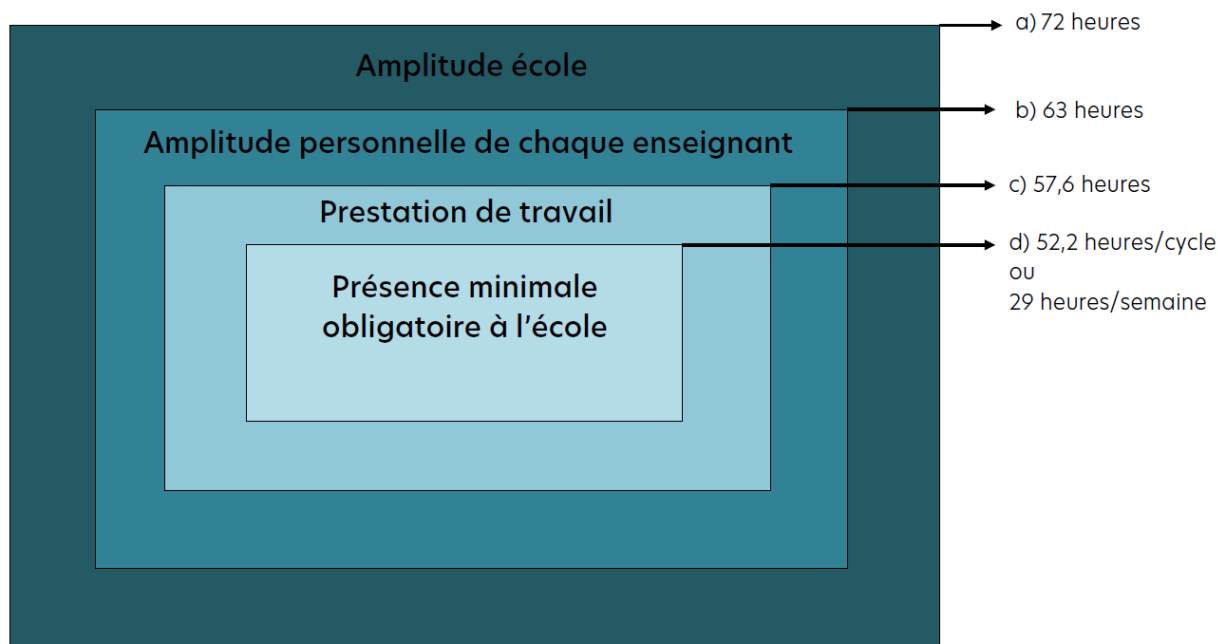 a) 72 heures
Amplitude école
b) 63 heures
Amplitude personnelle de chaque enseignant
c) 57,6 heures
Prestation de travail
d) 52,2 heures/cycle
ou
29 heures/semaine
Présence minimale
obligatoire à l'école